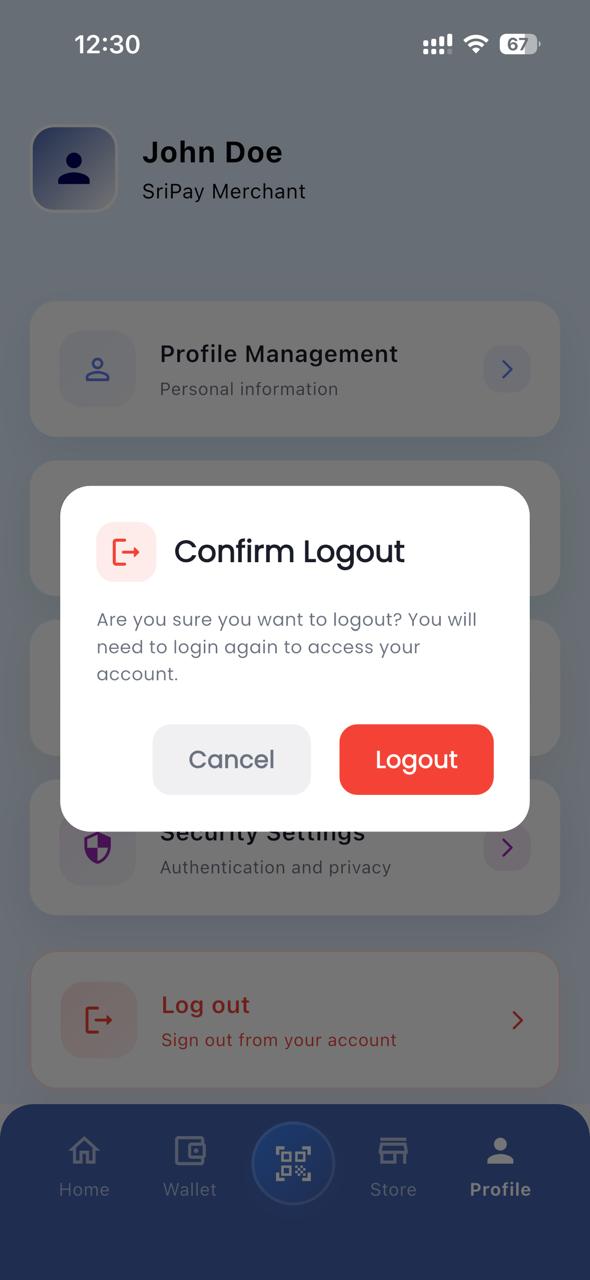 12:30
67
John Doe
SriPay Merchant
Profile Management
Personal information
Confirm Logout
Are you sure you want to logout? You will
need to login again to access your
account.
Cancel
Logout
Security Settings
Authentication and privacy
Log out
Sign out from your account
Home
Wallet
Store
Profile